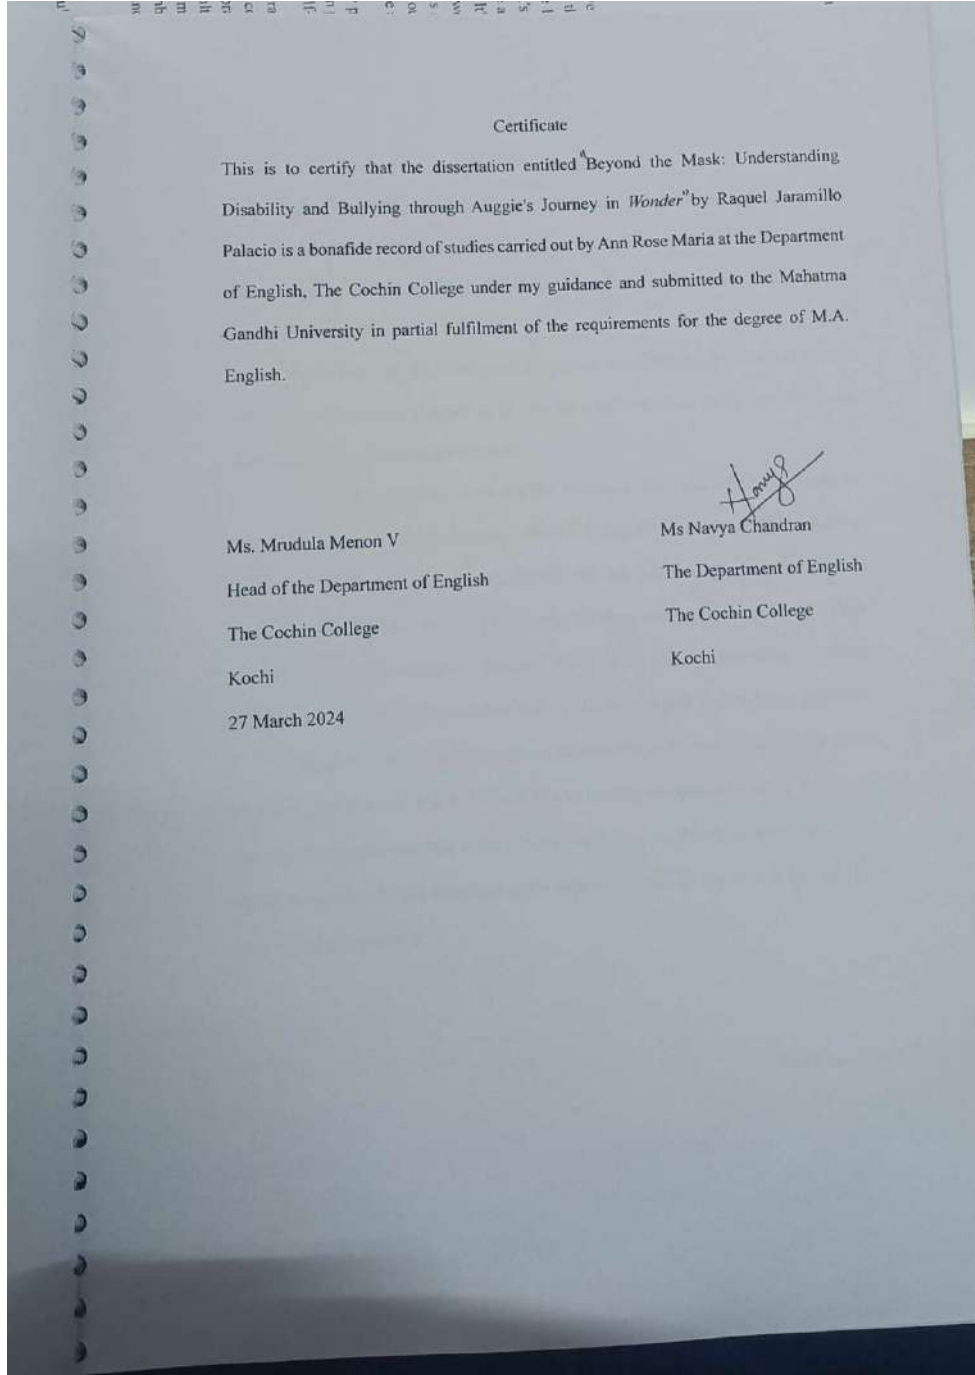 Certificate
This is to certify that the dissertation entitled "Beyond the Mask: Understanding
Disability and Bullying through Auggie's Journey in Wonder" by Raquel Jaramillo
Palacio is a bonafide record of studies carried out by Ann Rose Maria at the Department
of English, The Cochin College under my guidance and submitted to the Mahatma
Gandhi University in partial fulfilment of the requirements for the degree of M.A.
English.
Ms. Mrudula Menon V
Head of the Department of English
The Cochin College
Kochi
27 March 2024
Ms Navya Chandran
The Department of English
The Cochin College
Kochi